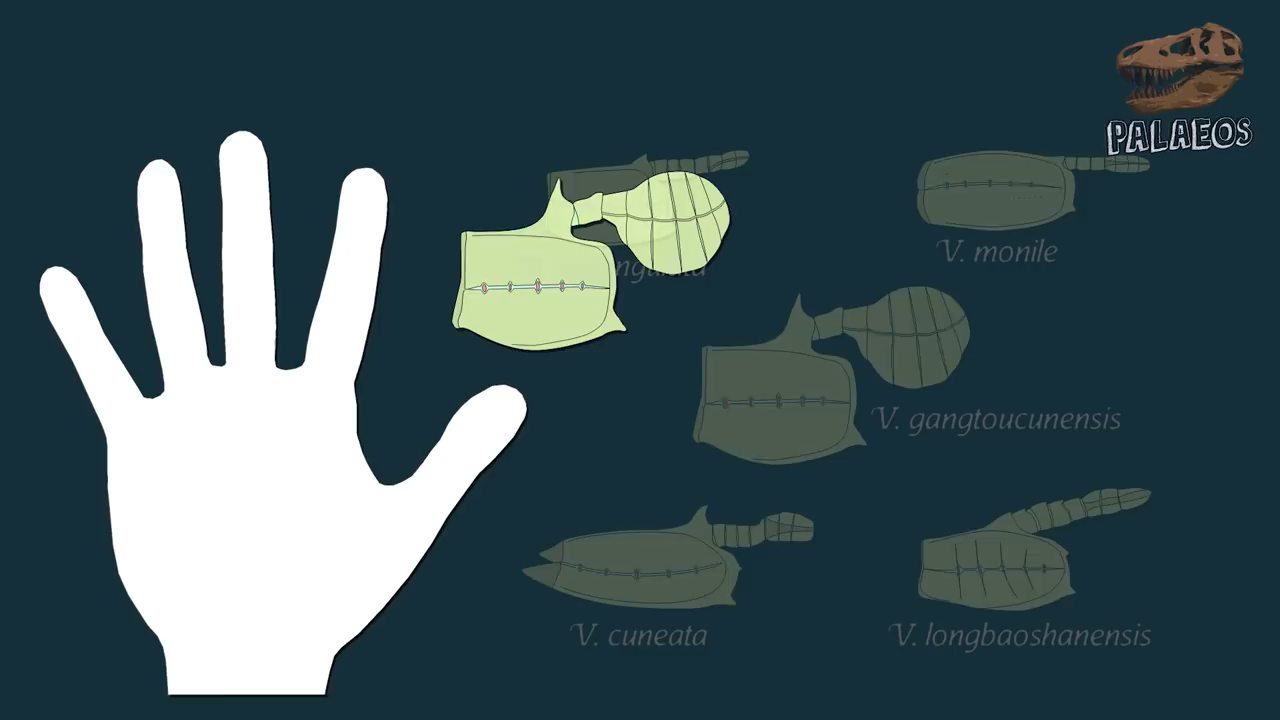 PALAEOS
V. monile
V. gangtoucunensis
V. cuneata
V. longbaoshanensis